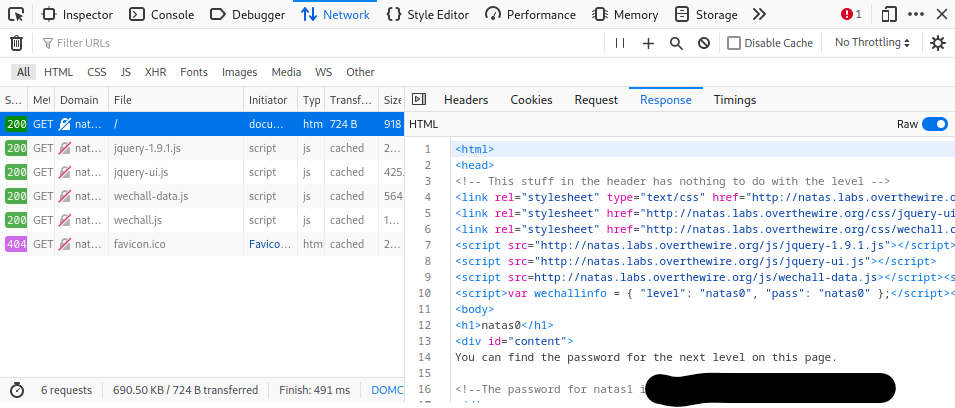 Inspector Console Debugger Network Style Editor Performance Memory Storage 1
Filter URLs Disable Cache No Throttling
All HTML CSS JS XHR Fonts Images Media WS Other
S... Met Domain File Initiator Typ Transf... Size
200 GET nat... / docu... htm 724 B 918
200 GET nat... jquery-1.9.1.js script js cached 2...
200 GET nat... jquery-ui.js script js cached 425.
200 GET nat... wechall-data.js script js cached 564
200 GET nat... wechall.js script js cached 1...
404 GET nat... favicon.ico Favico... htm cached 2...
6 requests 690.50 KB / 724 B transferred Finish: 491 ms DOMC
Headers Cookies Request Response Timings
HTML Raw
1 <html>
2 <head>
3 <!-- This stuff in the header has nothing to do with the level -->
4 <link rel="stylesheet" type="text/css" href="http://natas.labs.overthewire.o
5 <link rel="stylesheet" href="http://natas.labs.overthewire.org/css/jquery-ui
6 <link rel="stylesheet" href="http://natas.labs.overthewire.org/css/wechall.c
7 <script src="http://natas.labs.overthewire.org/js/jquery-1.9.1.js"></script>
8 <script src="http://natas.labs.overthewire.org/js/jquery-ui.js"></script>
9 <script src=http://natas.labs.overthewire.org/js/wechall-data.js></script><s
10 <script>var wechallinfo = { "level": "natas0", "pass": "natas0" };</script><
11 <body>
12 <h1>natas0</h1>
13 <div id="content">
14 You can find the password for the next level on this page.
15
16 <!--The password for natas1 i